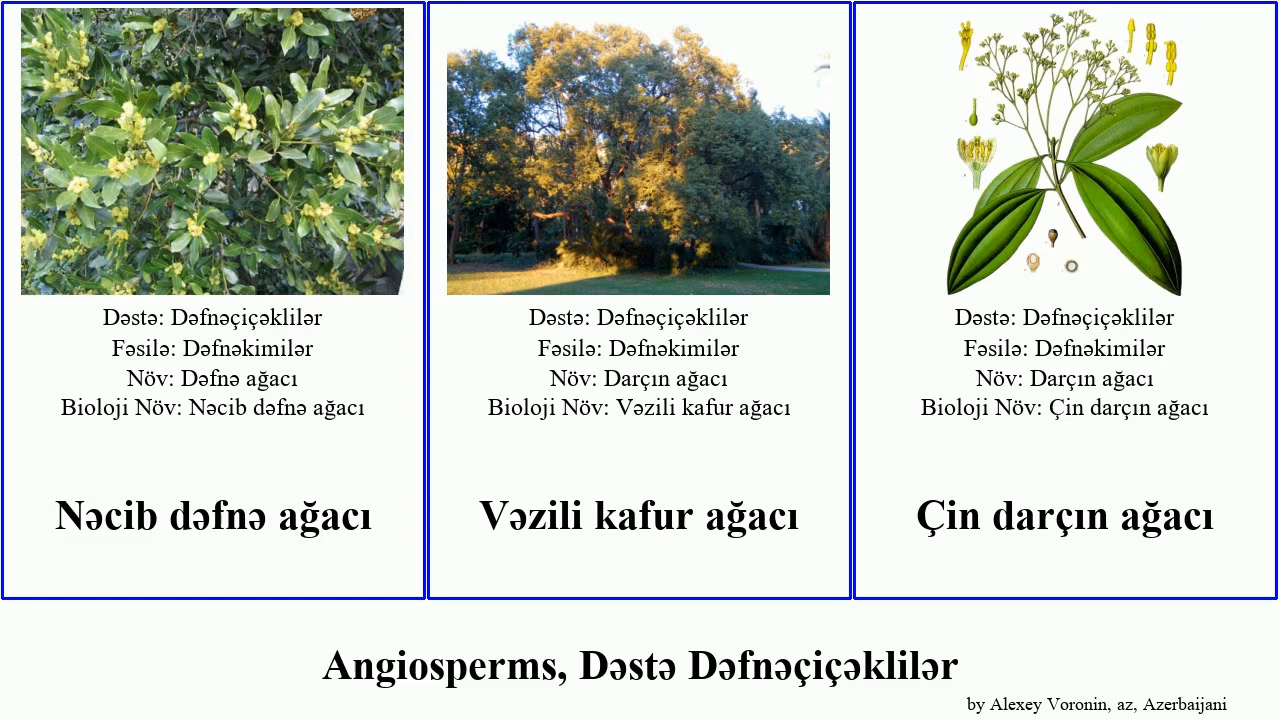 Dəstə: Dəfnəçiçəklilər
Fəsilə: Dəfnəkimilər
Növ: Dəfnə ağacı
Bioloji Növ: Nəcib dəfnə ağacı
Nəcib dəfnə ağacı
Dəstə: Dəfnəçiçəklilər
Fəsilə: Dəfnəkimilər
Növ: Darçın ağacı
Bioloji Növ: Vəzili kafur ağacı
Vəzili kafur ağacı
Dəstə: Dəfnəçiçəklilər
Fəsilə: Dəfnəkimilər
Növ: Darçın ağacı
Bioloji Növ: Çin darçın ağacı
Çin darçın ağacı
Angiosperms, Dəstə Dəfnəçiçəklilər
by Alexey Voronin, az, Azerbaijani